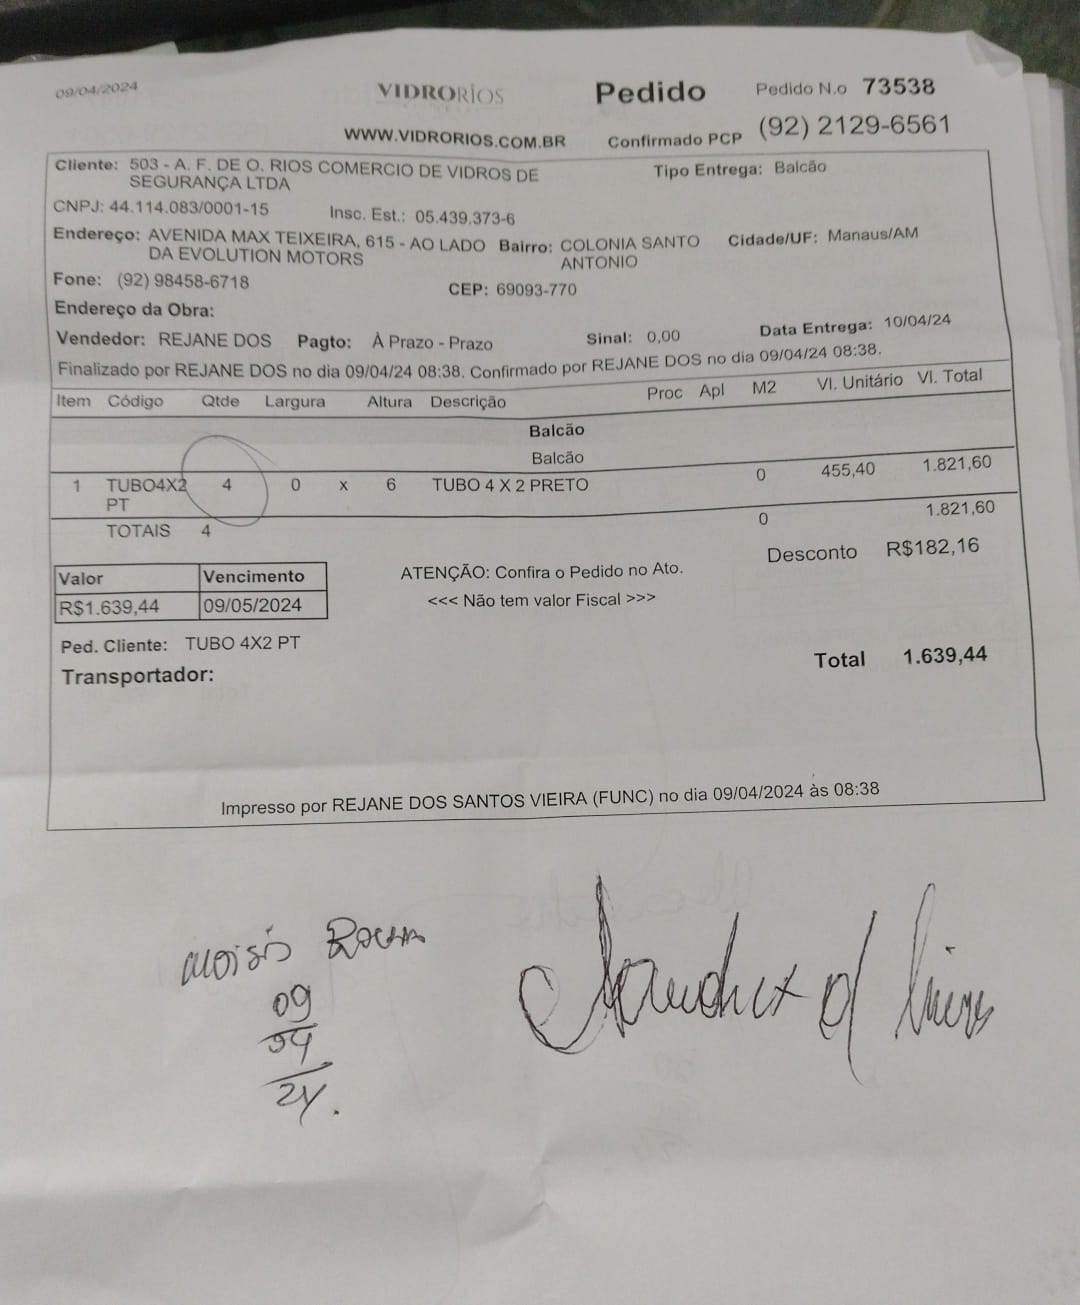 09/04/2024 VIDRORIOS Pedido Pedido N.o 73538
WWW.VIDRORIOS.COM.BR Confirmado PCP (92) 2129-6561
Cliente: 503 - A. F. DE O. RIOS COMERCIO DE VIDROS DE Tipo Entrega: Balcão
SEGURANÇA LTDA
CNPJ: 44.114.083/0001-15 Insc. Est.: 05.439.373-6
Endereço: AVENIDA MAX TEIXEIRA, 615 - AO LADO Bairro: COLONIA SANTO Cidade/UF: Manaus/AM
DA EVOLUTION MOTORS ANTONIO
Fone: (92) 98458-6718 CEP: 69093-770
Endereço da Obra:
Vendedor: REJANE DOS Pagto: À Prazo - Prazo Sinal: 0,00 Data Entrega: 10/04/24
Finalizado por REJANE DOS no dia 09/04/24 08:38. Confirmado por REJANE DOS no dia 09/04/24 08:38.
Item Código Qtde Largura Altura Descrição Proc Apl M2 Vl. Unitário Vl. Total
Balcão
Balcão
1 TUBO4X2 4 0 x 6 TUBO 4 X 2 PRETO 0 455,40 1.821,60
PT
TOTAIS 4 0 1.821,60
Desconto R$182,16
Valor Vencimento
R$1.639,44 09/05/2024
ATENÇÃO: Confira o Pedido no Ato.
<<< Não tem valor Fiscal >>>
Ped. Cliente: TUBO 4X2 PT
Transportador:
Total 1.639,44
Impresso por REJANE DOS SANTOS VIEIRA (FUNC) no dia 09/04/2024 às 08:38
Moisés Rocha
09
04
24.